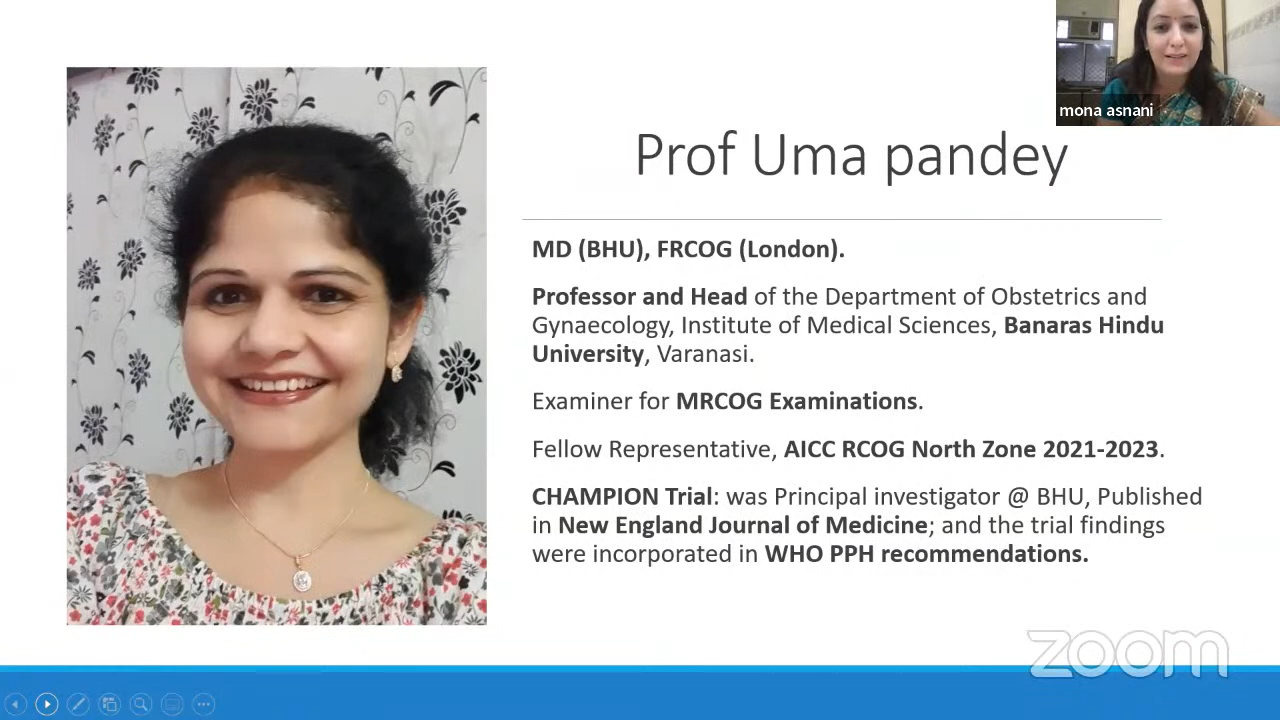 mona asnani
Prof Uma pandey
MD (BHU), FRCOG (London).
Professor and Head of the Department of Obstetrics and
Gynaecology, Institute of Medical Sciences, Banaras Hindu
University, Varanasi.
Examiner for MRCOG Examinations.
Fellow Representative, AICC RCOG North Zone 2021-2023.
CHAMPION Trial: was Principal investigator @ BHU, Published
in New England Journal of Medicine; and the trial findings
were incorporated in WHO PPH recommendations.
zoom